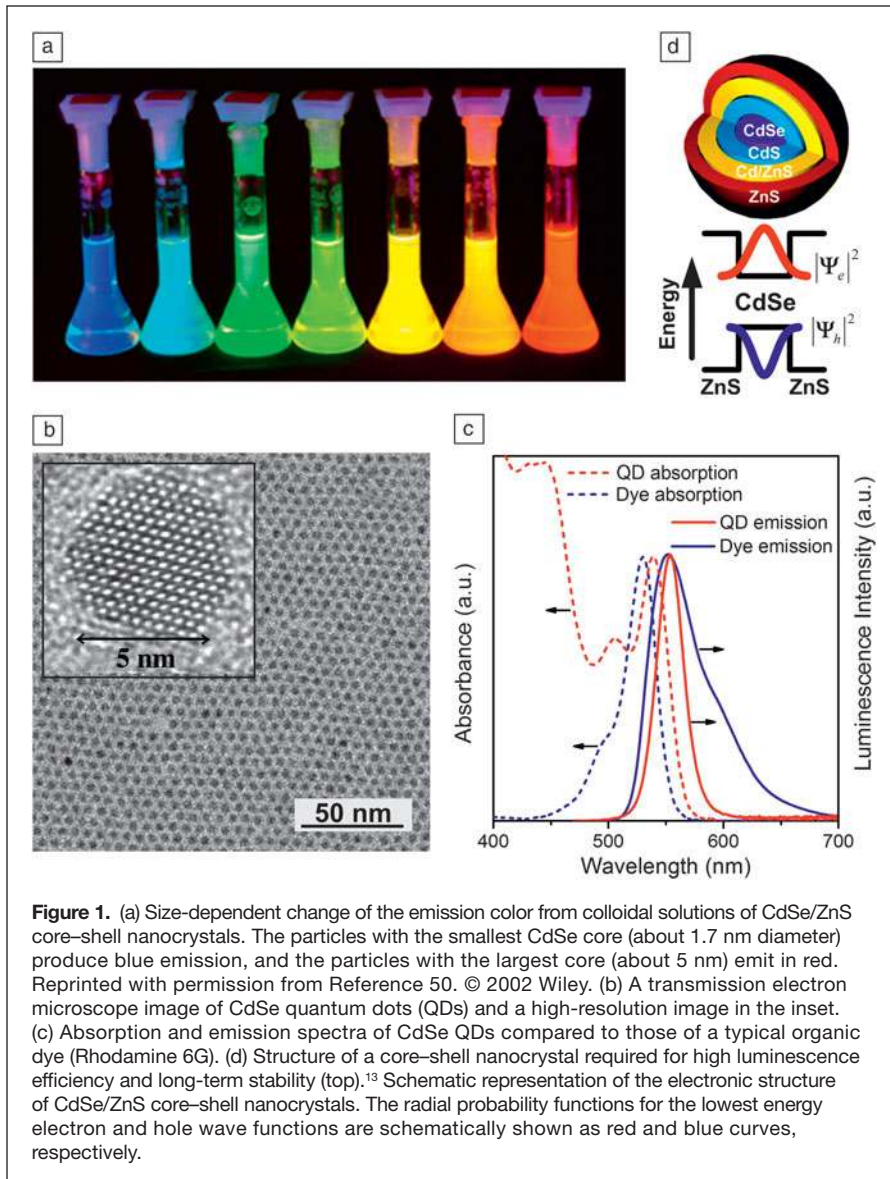 a
d
CdSe
CdS
Cd/ZnS
ZnS
|Ψe|²
Energy
CdSe
|Ψh|²
ZnS ZnS
b
5 nm
50 nm
c
QD absorption
Dye absorption
QD emission
Dye emission
Absorbance (a.u.)
Luminescence Intensity (a.u.)
400 500 600 700
Wavelength (nm)
Figure 1. (a) Size-dependent change of the emission color from colloidal solutions of CdSe/ZnS
core–shell nanocrystals. The particles with the smallest CdSe core (about 1.7 nm diameter)
produce blue emission, and the particles with the largest core (about 5 nm) emit in red.
Reprinted with permission from Reference 50. © 2002 Wiley. (b) A transmission electron
microscope image of CdSe quantum dots (QDs) and a high-resolution image in the inset.
(c) Absorption and emission spectra of CdSe QDs compared to those of a typical organic
dye (Rhodamine 6G). (d) Structure of a core–shell nanocrystal required for high luminescence
efficiency and long-term stability (top).¹³ Schematic representation of the electronic structure
of CdSe/ZnS core–shell nanocrystals. The radial probability functions for the lowest energy
electron and hole wave functions are schematically shown as red and blue curves,
respectively.